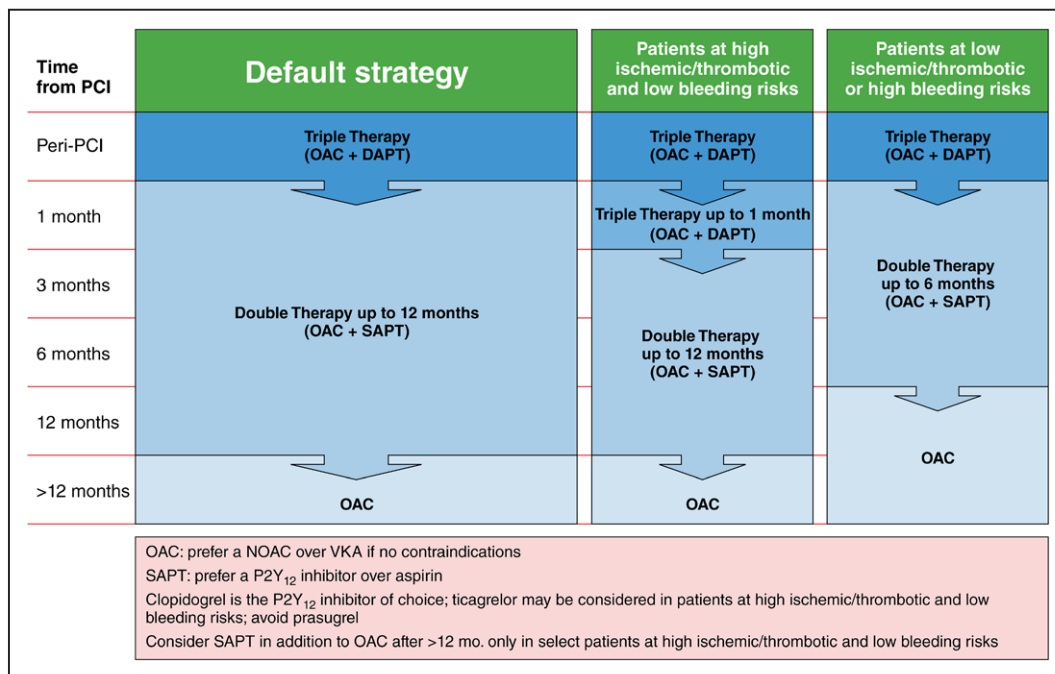 Time
from PCI
Default strategy
Patients at high
ischemic/thrombotic
and low bleeding risks
Patients at low
ischemic/thrombotic
or high bleeding risks
Peri-PCI
Triple Therapy
(OAC + DAPT)
Triple Therapy
(OAC + DAPT)
Triple Therapy
(OAC + DAPT)
1 month
Triple Therapy up to 1 month
(OAC + DAPT)
3 months
Double Therapy up to 12 months
(OAC + SAPT)
Double Therapy
up to 6 months
(OAC + SAPT)
6 months
Double Therapy
up to 12 months
(OAC + SAPT)
12 months
OAC
>12 months
OAC
OAC
OAC: prefer a NOAC over VKA if no contraindications
SAPT: prefer a P2Y₁₂ inhibitor over aspirin
Clopidogrel is the P2Y₁₂ inhibitor of choice; ticagrelor may be considered in patients at high ischemic/thrombotic and low
bleeding risks; avoid prasugrel
Consider SAPT in addition to OAC after >12 mo. only in select patients at high ischemic/thrombotic and low bleeding risks